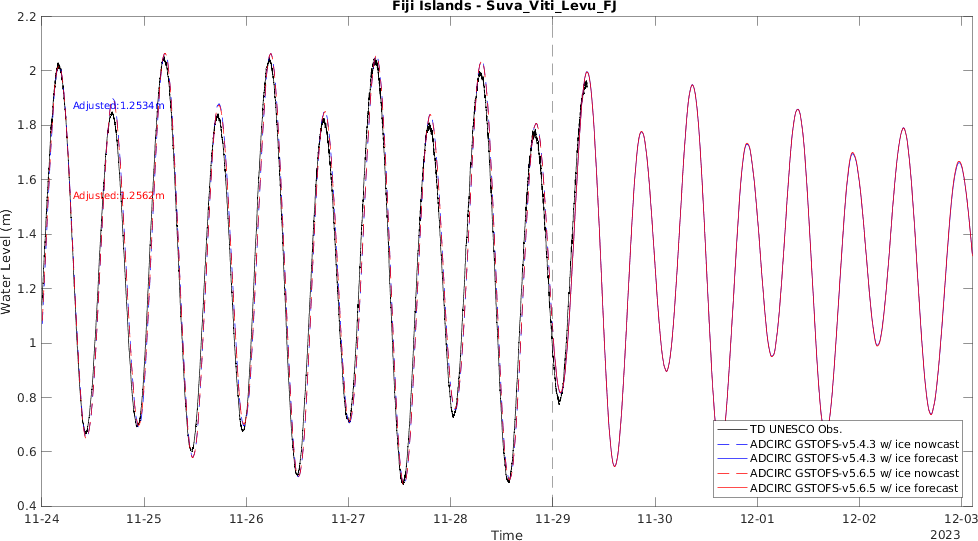 Fiji Islands - Suva_Viti_Levu_FJ
2.2
2
1.8
1.6
1.4
1.2
1
0.8
0.6
0.4
Water Level (m)
Adjusted:1.2534m
Adjusted:1.2562m
TD UNESCO Obs.
ADCIRC GSTOFS-v5.4.3 w/ ice nowcast
ADCIRC GSTOFS-v5.4.3 w/ ice forecast
ADCIRC GSTOFS-v5.6.5 w/ ice nowcast
ADCIRC GSTOFS-v5.6.5 w/ ice forecast
11-24 11-25 11-26 11-27 11-28 11-29 11-30 12-01 12-02 12-03
Time
2023